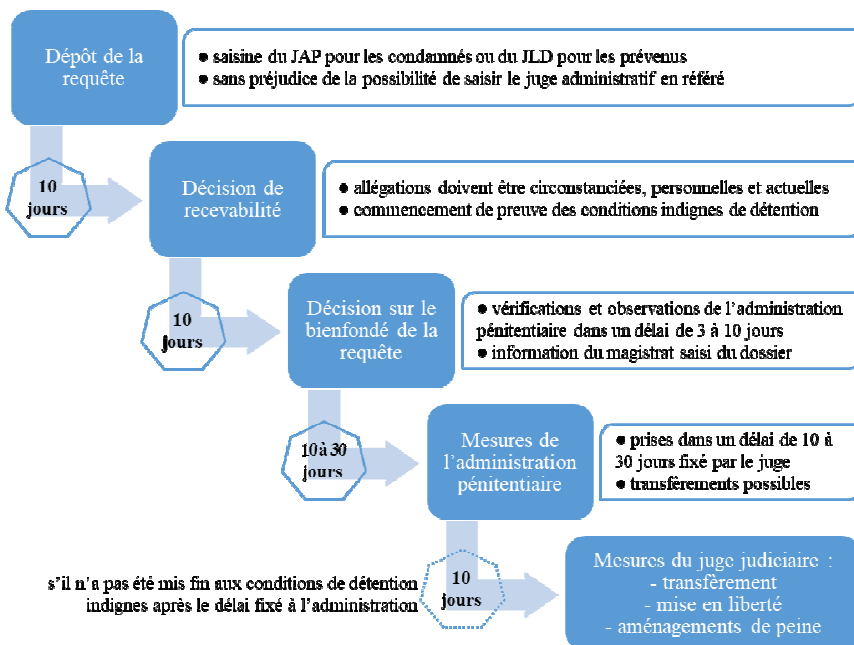 Dépôt de la
requête
● saisine du JAP pour les condamnés ou du JLD pour les prévenus
● sans préjudice de la possibilité de saisir le juge administratif en référé
10
jours
Décision de
recevabilité
● allégations doivent être circonstanciées, personnelles et actuelles
● commencement de preuve des conditions indignes de détention
10
jours
Décision sur le
bienfondé de la
requête
● vérifications et observations de l'administration
pénitentiaire dans un délai de 3 à 10 jours
● information du magistrat saisi du dossier
10à 30
jours
Mesures de
l'administration
pénitentiaire
● prises dans un délai de 10 à
30 jours fixé par le juge
● transfèrements possibles
s'il n'a pas été mis fin aux conditions de détention
indignes après le délai fixé à l'administration
10
jours
Mesures du juge judiciaire :
- transfèrement
- mise en liberté
- aménagements de peine